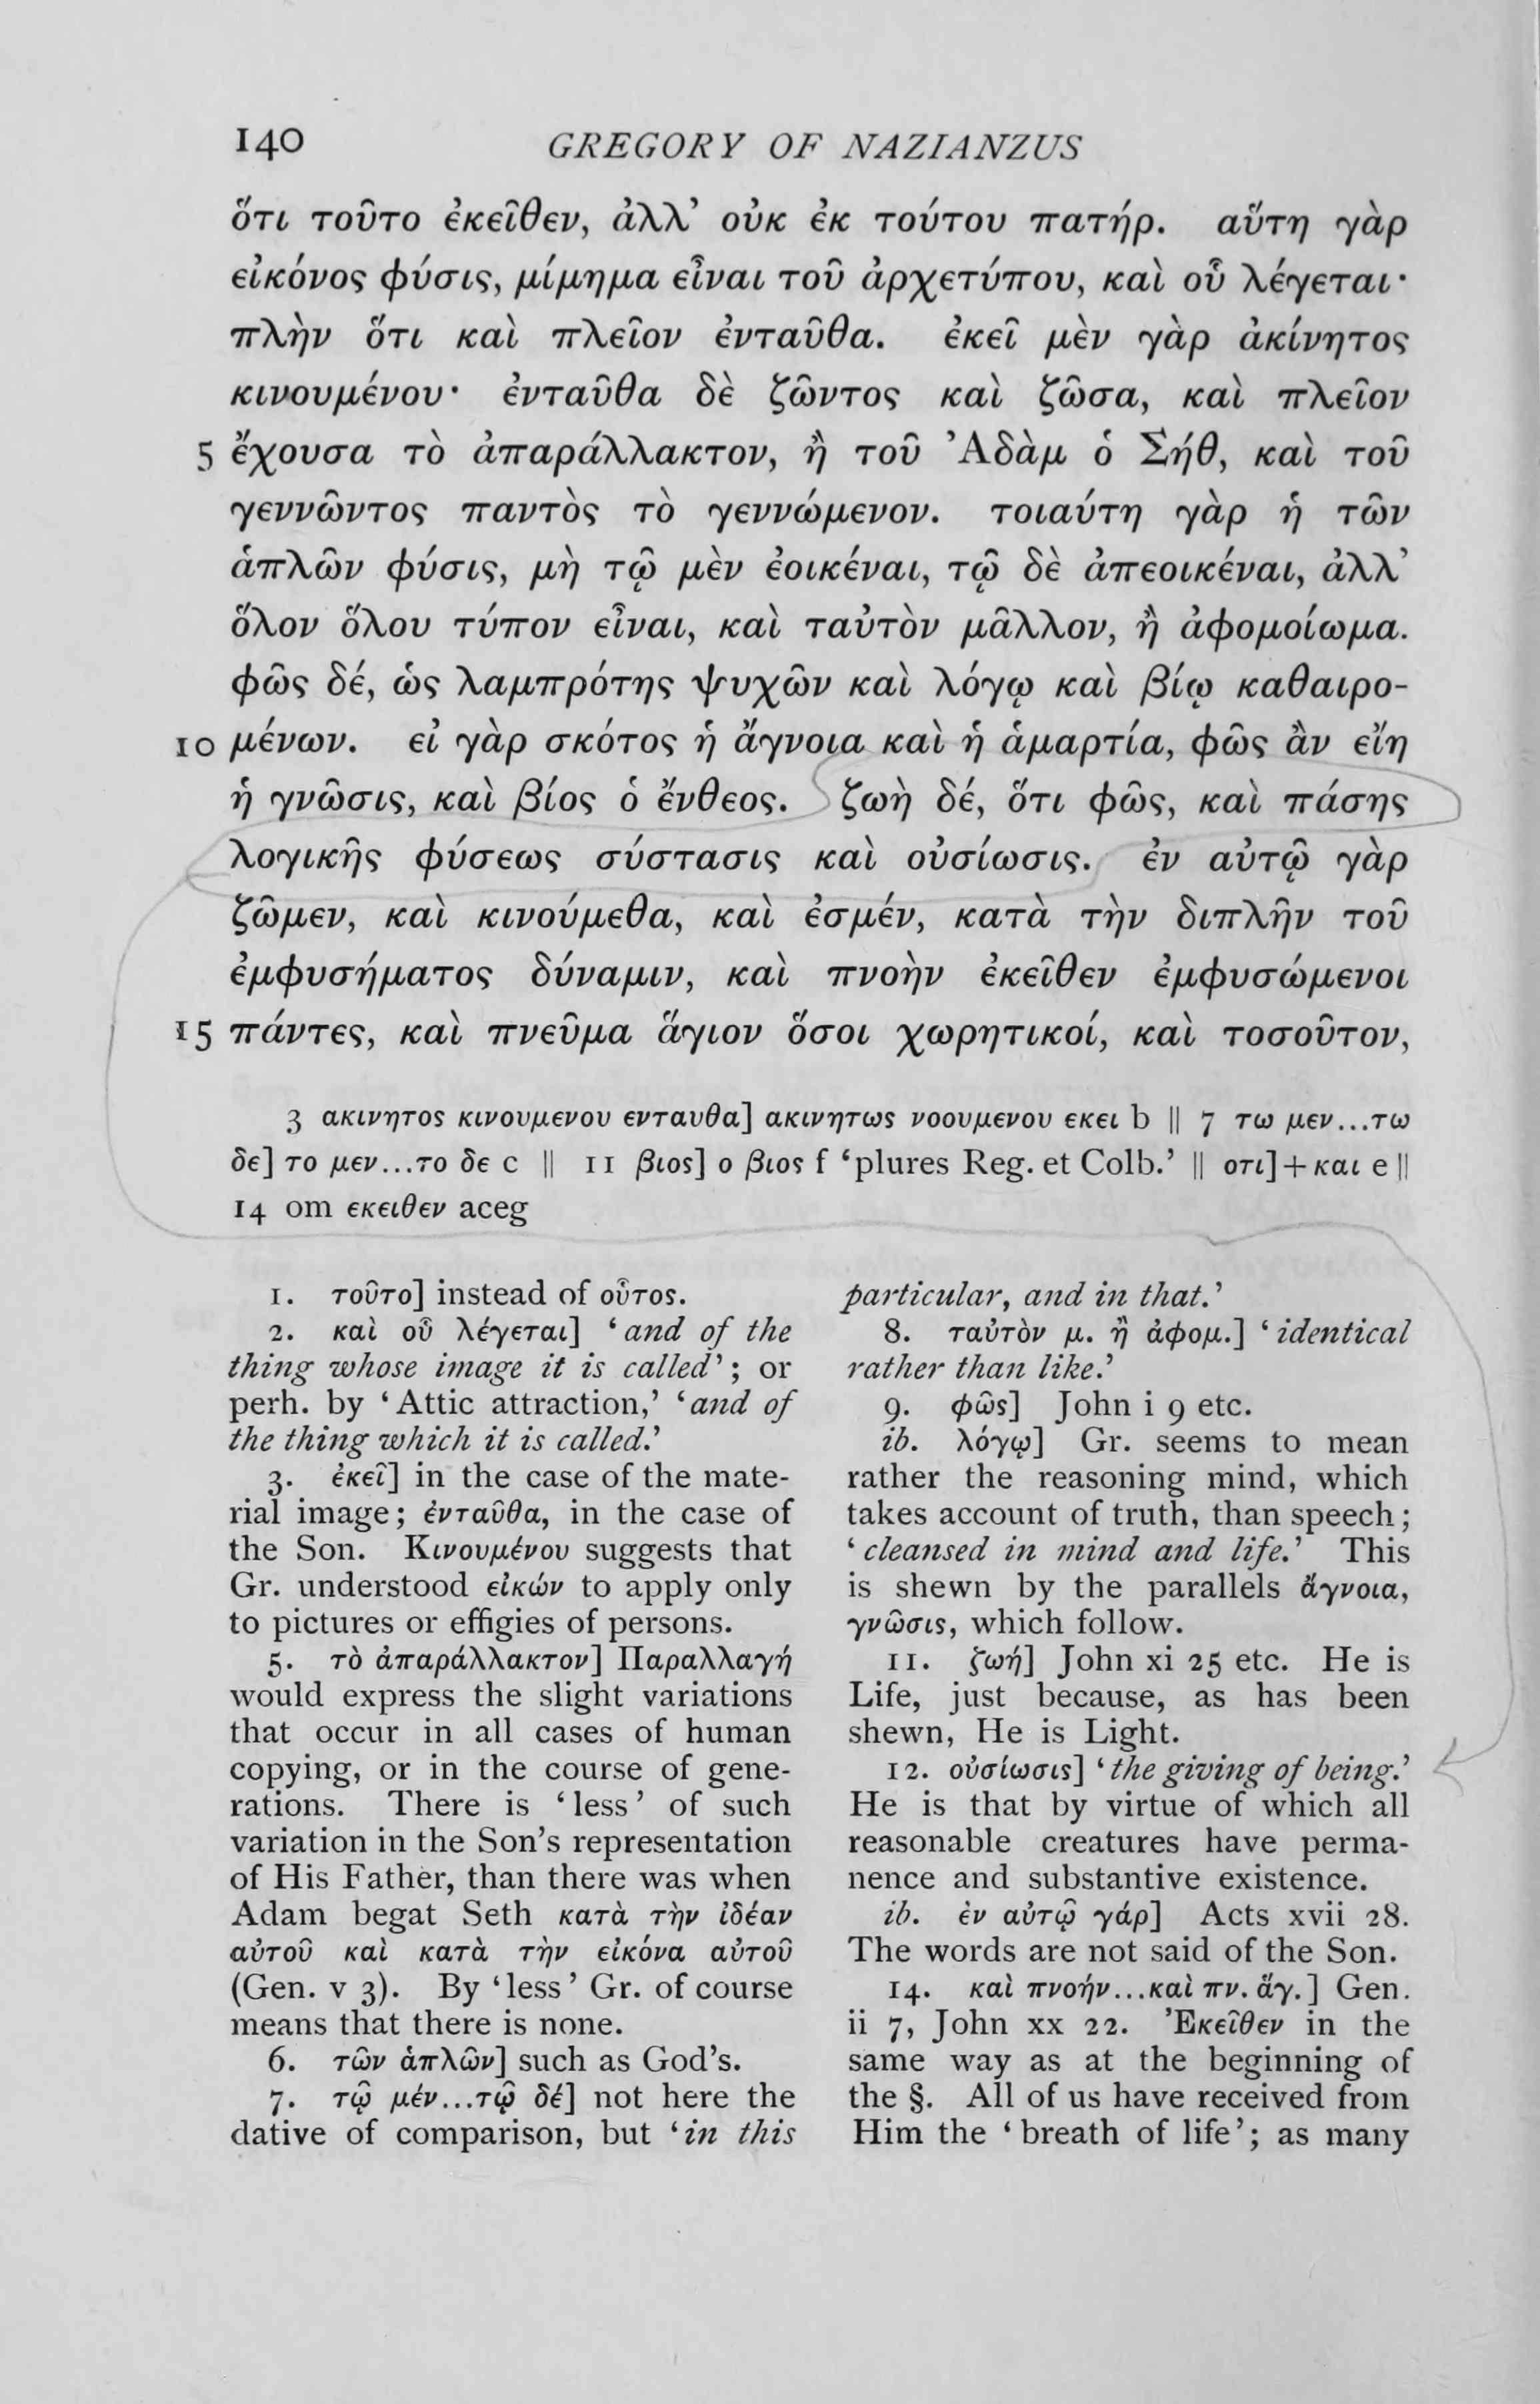 140 GREGORY OF NAZIANZUS
ὅτι τοῦτο ἐκεῖθεν, ἀλλ’ οὐκ ἐκ τούτου πατήρ. αὕτη γὰρ
εἰκόνος φύσις, μίμημα εἶναι τοῦ ἀρχετύπου, καὶ οὗ λέγεται·
πλὴν ὅτι καὶ πλεῖον ἐνταῦθα. ἐκεῖ μὲν γὰρ ἀκίνητος
κινουμένου· ἐνταῦθα δὲ ζῶντος καὶ ζῶσα, καὶ πλεῖον
5 ἔχουσα τὸ ἀπαράλλακτον, ἢ τοῦ Ἀδὰμ ὁ Σήθ, καὶ τοῦ
γεννῶντος παντὸς τὸ γεννώμενον. τοιαύτη γὰρ ἡ τῶν
ἁπλῶν φύσις, μὴ τῷ μὲν ἐοικέναι, τῷ δὲ ἀπεοικέναι, ἀλλ’
ὅλον ὅλου τύπον εἶναι, καὶ ταὐτὸν μᾶλλον, ἢ ἀφομοίωμα.
φῶς δέ, ὡς λαμπρότης ψυχῶν καὶ λόγῳ καὶ βίῳ καθαιρο-
10 μένων. εἰ γὰρ σκότος ἡ ἄγνοια καὶ ἡ ἁμαρτία, φῶς ἂν εἴη
ἡ γνῶσις, καὶ βίος ὁ ἔνθεος. ζωὴ δέ, ὅτι φῶς, καὶ πάσης
λογικῆς φύσεως σύστασις καὶ οὐσίωσις. ἐν αὐτῷ γὰρ
ζῶμεν, καὶ κινούμεθα, καὶ ἐσμέν, κατὰ τὴν διπλῆν τοῦ
ἐμφυσήματος δύναμιν, καὶ πνοὴν ἐκεῖθεν ἐμφυσώμενοι
15 πάντες, καὶ πνεῦμα ἅγιον ὅσοι χωρητικοί, καὶ τοσοῦτον,
3 ακινητος κινουμενου ενταυθα] ακινητως νοουμενου εκει b || 7 τω μεν...τω
δε] το μεν...το δε c || 11 βιος] ο βιος f ‘plures Reg. et Colb.’ || οτι]+και e ||
14 om εκειθεν aceg
1. τοῦτο] instead of οὗτος.
2. καὶ οὗ λέγεται] ‘and of the
thing whose image it is called’; or
perh. by ‘Attic attraction,’ ‘and of
the thing which it is called.’
3. ἐκεῖ] in the case of the mate-
rial image; ἐνταῦθα, in the case of
the Son. Κινουμένου suggests that
Gr. understood εἰκών to apply only
to pictures or effigies of persons.
5. τὸ ἀπαράλλακτον] Παραλλαγή
would express the slight variations
that occur in all cases of human
copying, or in the course of gene-
rations. There is ‘less’ of such
variation in the Son’s representation
of His Father, than there was when
Adam begat Seth κατὰ τὴν ἰδέαν
αὐτοῦ καὶ κατὰ τὴν εἰκόνα αὐτοῦ
(Gen. v 3). By ‘less’ Gr. of course
means that there is none.
6. τῶν ἁπλῶν] such as God’s.
7. τῷ μέν...τῷ δέ] not here the
dative of comparison, but ‘in this
particular, and in that.’
8. ταὐτὸν μ. ἢ ἀφομ.] ‘identical
rather than like.’
9. φῶς] John i 9 etc.
ib. λόγῳ] Gr. seems to mean
rather the reasoning mind, which
takes account of truth, than speech;
‘cleansed in mind and life.’ This
is shewn by the parallels ἄγνοια,
γνῶσις, which follow.
11. ζωή] John xi 25 etc. He is
Life, just because, as has been
shewn, He is Light.
12. οὐσίωσις] ‘the giving of being.’
He is that by virtue of which all
reasonable creatures have perma-
nence and substantive existence.
ib. ἐν αὐτῷ γάρ] Acts xvii 28.
The words are not said of the Son.
14. καὶ πνοήν...καὶ πν. ἅγ.] Gen.
ii 7, John xx 22. Ἐκεῖθεν in the
same way as at the beginning of
the §. All of us have received from
Him the ‘breath of life’; as many